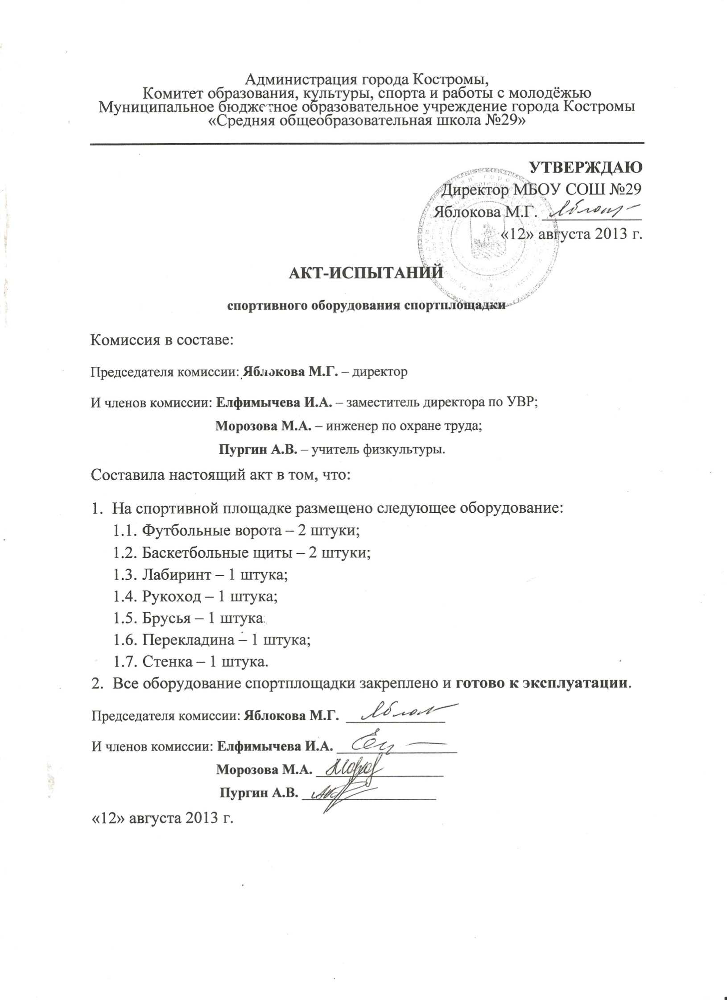 Администрация города Костромы,
Комитет образования, культуры, спорта и работы с молодёжью
Муниципальное бюджетное образовательное учреждение города Костромы
«Средняя общеобразовательная школа №29»
УТВЕРЖДАЮ
Директор МБОУ СОШ №29
Яблокова М.Г.
«12» августа 2013 г.
АКТ-ИСПЫТАНИЙ
спортивного оборудования спортплощадки
Комиссия в составе:
Председателя комиссии: Яблокова М.Г. – директор
И членов комиссии: Елфимычева И.А. – заместитель директора по УВР;
Морозова М.А. – инженер по охране труда;
Пургин А.В. – учитель физкультуры.
Составила настоящий акт в том, что:
1. На спортивной площадке размещено следующее оборудование:
1.1. Футбольные ворота – 2 штуки;
1.2. Баскетбольные щиты – 2 штуки;
1.3. Лабиринт – 1 штука;
1.4. Рукоход – 1 штука;
1.5. Брусья – 1 штука;
1.6. Перекладина – 1 штука;
1.7. Стенка – 1 штука.
2. Все оборудование спортплощадки закреплено и готово к эксплуатации.
Председателя комиссии: Яблокова М.Г.
И членов комиссии: Елфимычева И.А.
Морозова М.А.
Пургин А.В.
«12» августа 2013 г.